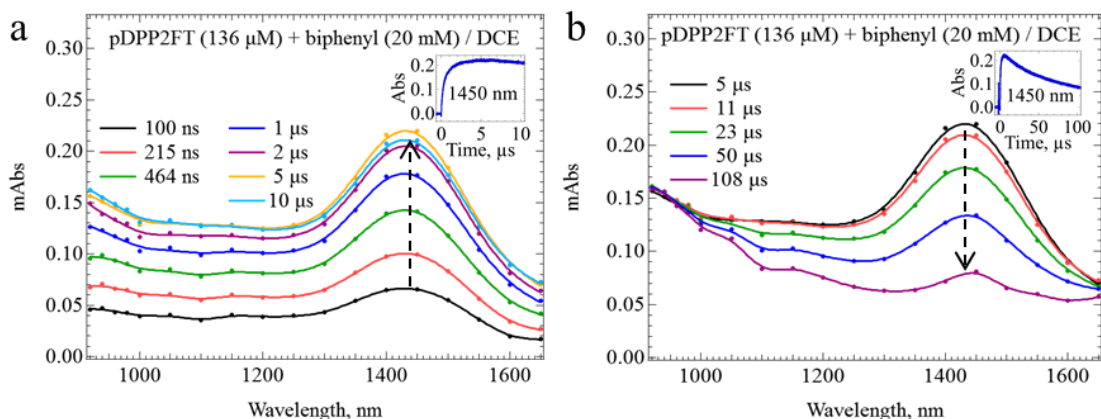 a
pDPP2FT (136 μM) + biphenyl (20 mM) / DCE
mAbs
0.30
0.25
0.20
0.15
0.10
0.05
0.00
100 ns
215 ns
464 ns
1 μs
2 μs
5 μs
10 μs
Abs
0.2
0.1
0.0
1450 nm
0 5 10
Time, μs
1000 1200 1400 1600
Wavelength, nm
b
pDPP2FT (136 μM) + biphenyl (20 mM) / DCE
mAbs
0.30
0.25
0.20
0.15
0.10
0.05
0.00
5 μs
11 μs
23 μs
50 μs
108 μs
Abs
0.2
0.1
0.0
1450 nm
0 50 100
Time, μs
1000 1200 1400 1600
Wavelength, nm